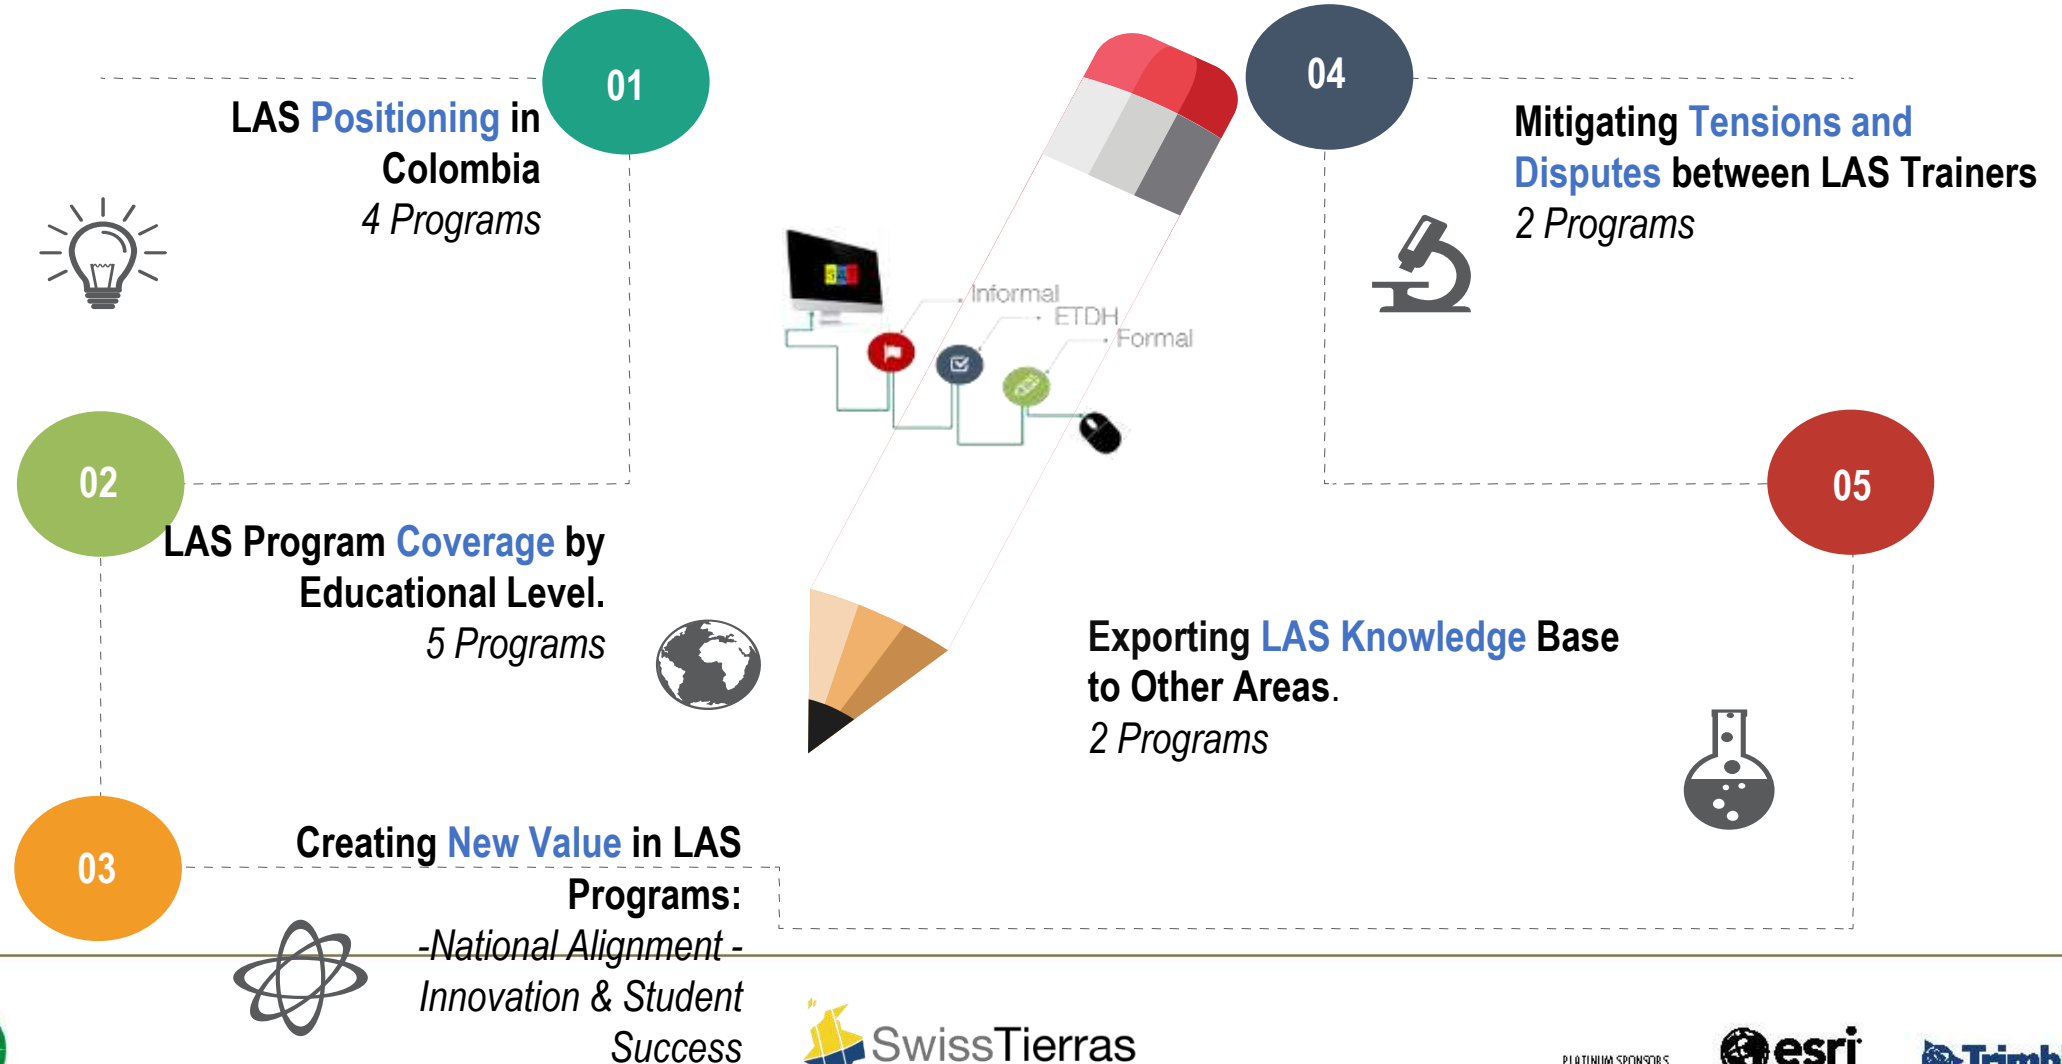 01
LAS Positioning in
Colombia
4 Programs
02
LAS Program Coverage by
Educational Level.
5 Programs
03
Creating New Value in LAS
Programs:
-National Alignment -
Innovation & Student
Success
Informal
ETDH
Formal
04
Mitigating Tensions and
Disputes between LAS Trainers
2 Programs
05
Exporting LAS Knowledge Base
to Other Areas.
2 Programs
SwissTierras
PLATINUM SPONSORS
esri